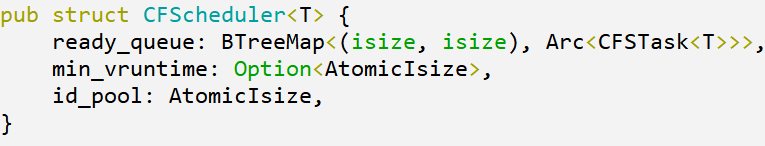 pub struct CFScheduler<T> {
    ready_queue: BTreeMap<(isize, isize), Arc<CFSTask<T>>>,
    min_vruntime: Option<AtomicIsize>,
    id_pool: AtomicIsize,
}